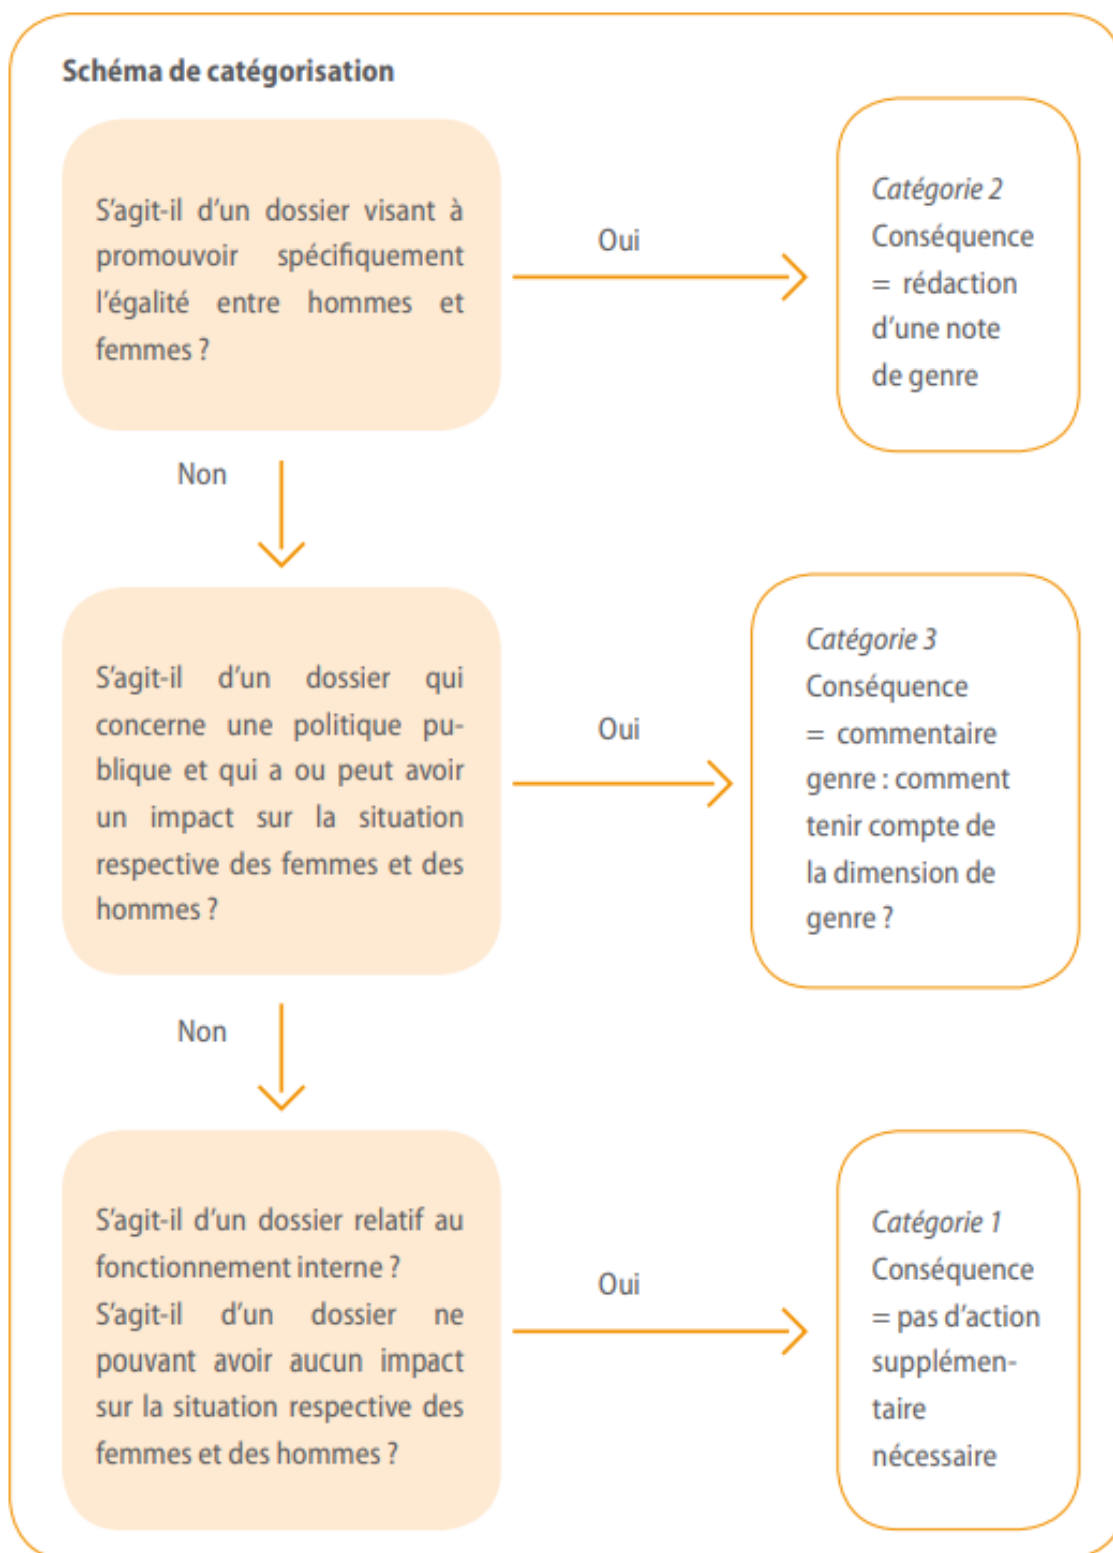 Schéma de catégorisation
S'agit-il d'un dossier visant à
promouvoir spécifiquement
l'égalité entre hommes et
femmes ?
Oui
Catégorie 2
Conséquence
= rédaction
d'une note
de genre
Non
S'agit-il d'un dossier qui
concerne une politique pu-
blique et qui a ou peut avoir
un impact sur la situation
respective des femmes et des
hommes ?
Oui
Catégorie 3
Conséquence
= commentaire
genre : comment
tenir compte de
la dimension de
genre ?
Non
S'agit-il d'un dossier relatif au
fonctionnement interne ?
S'agit-il d'un dossier ne
pouvant avoir aucun impact
sur la situation respective des
femmes et des hommes ?
Oui
Catégorie 1
Conséquence
= pas d'action
supplémen-
taire
nécessaire